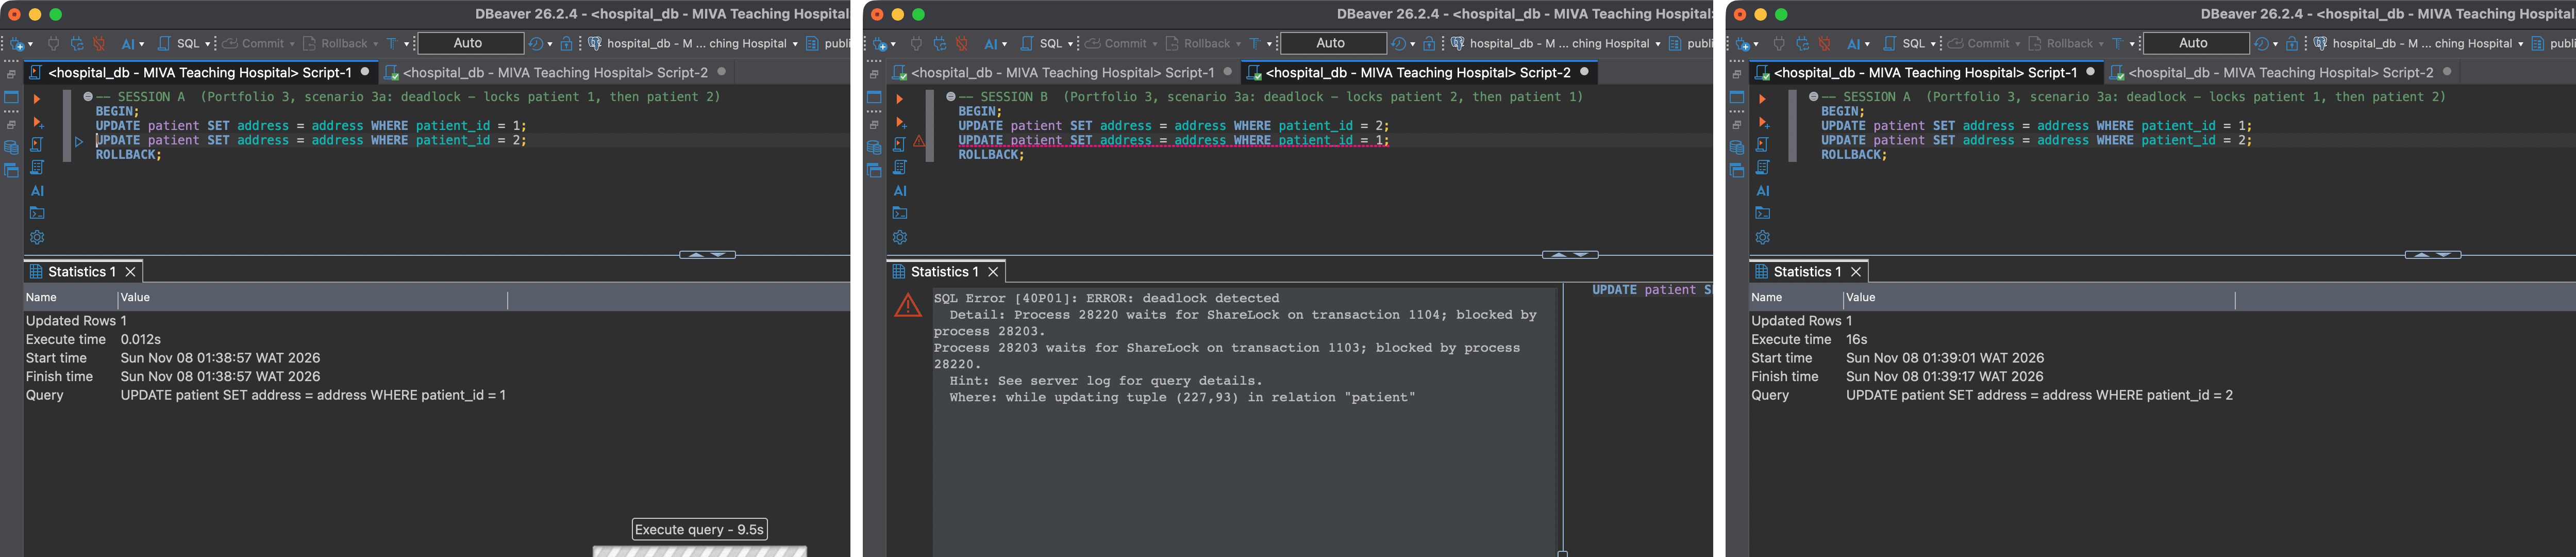 DBeaver 26.2.4 - <hospital_db - MIVA Teaching Hospital
AI SQL Commit Rollback T Auto hospital_db - M ... ching Hospital publi
<hospital_db - MIVA Teaching Hospital> Script-1
<hospital_db - MIVA Teaching Hospital> Script-2
-- SESSION A (Portfolio 3, scenario 3a: deadlock - locks patient 1, then patient 2)
BEGIN;
UPDATE patient SET address = address WHERE patient_id = 1;
UPDATE patient SET address = address WHERE patient_id = 2;
ROLLBACK;
AI
Statistics 1
Name Value
Updated Rows 1
Execute time 0.012s
Start time Sun Nov 08 01:38:57 WAT 2026
Finish time Sun Nov 08 01:38:57 WAT 2026
Query UPDATE patient SET address = address WHERE patient_id = 1
Execute query - 9.5s
DBeaver 26.2.4 - <hospital_db - MIVA Teaching Hospital
AI SQL Commit Rollback T Auto hospital_db - M ... ching Hospital publi
<hospital_db - MIVA Teaching Hospital> Script-1
<hospital_db - MIVA Teaching Hospital> Script-2
-- SESSION B (Portfolio 3, scenario 3a: deadlock - locks patient 2, then patient 1)
BEGIN;
UPDATE patient SET address = address WHERE patient_id = 2;
UPDATE patient SET address = address WHERE patient_id = 1;
ROLLBACK;
AI
Statistics 1
SQL Error [40P01]: ERROR: deadlock detected
Detail: Process 28220 waits for ShareLock on transaction 1104; blocked by
process 28203.
Process 28203 waits for ShareLock on transaction 1103; blocked by process
28220.
Hint: See server log for query details.
Where: while updating tuple (227,93) in relation "patient"
UPDATE patient S
DBeaver 26.2.4 - <hospital_db - MIVA Teaching Hospital
AI SQL Commit Rollback T Auto hospital_db - M ... ching Hospital publi
<hospital_db - MIVA Teaching Hospital> Script-1
<hospital_db - MIVA Teaching Hospital> Script-2
-- SESSION A (Portfolio 3, scenario 3a: deadlock - locks patient 1, then patient 2)
BEGIN;
UPDATE patient SET address = address WHERE patient_id = 1;
UPDATE patient SET address = address WHERE patient_id = 2;
ROLLBACK;
AI
Statistics 1
Name Value
Updated Rows 1
Execute time 16s
Start time Sun Nov 08 01:39:01 WAT 2026
Finish time Sun Nov 08 01:39:17 WAT 2026
Query UPDATE patient SET address = address WHERE patient_id = 2